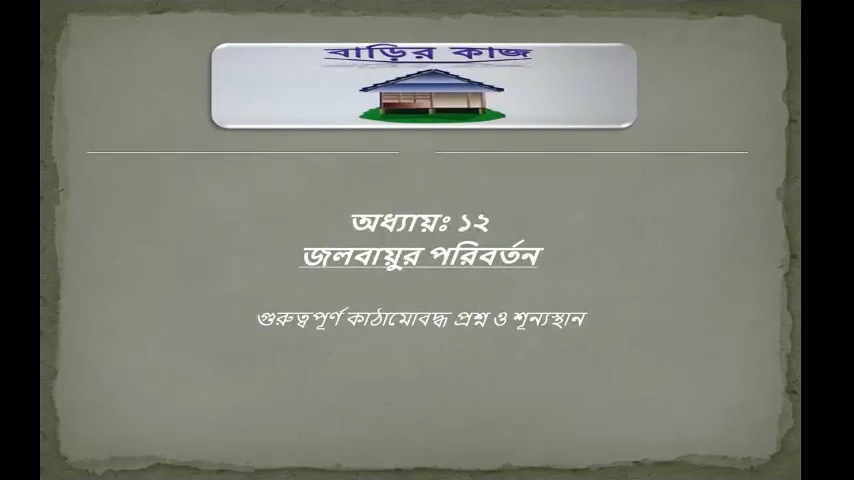 বাড়ির কাজ
অধ্যায়ঃ ১২
জলবায়ুর পরিবর্তন
গুরুত্বপূর্ণ কাঠামোবদ্ধ প্রশ্ন ও শূন্যস্থান